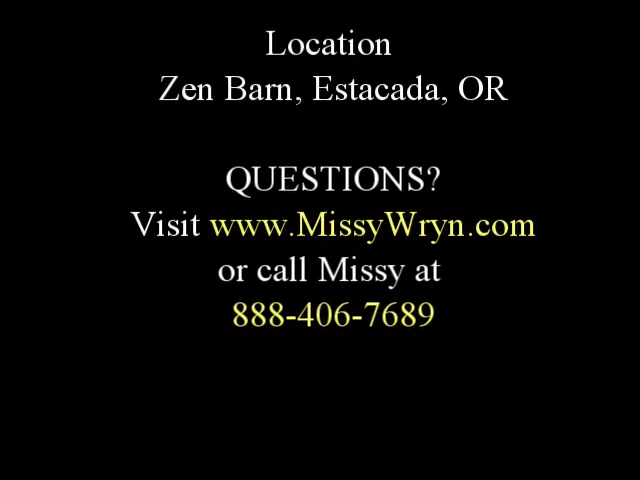 Location
Zen Barn, Estacada, OR
QUESTIONS?
Visit www.MissyWryn.com
or call Missy at
888-406-7689